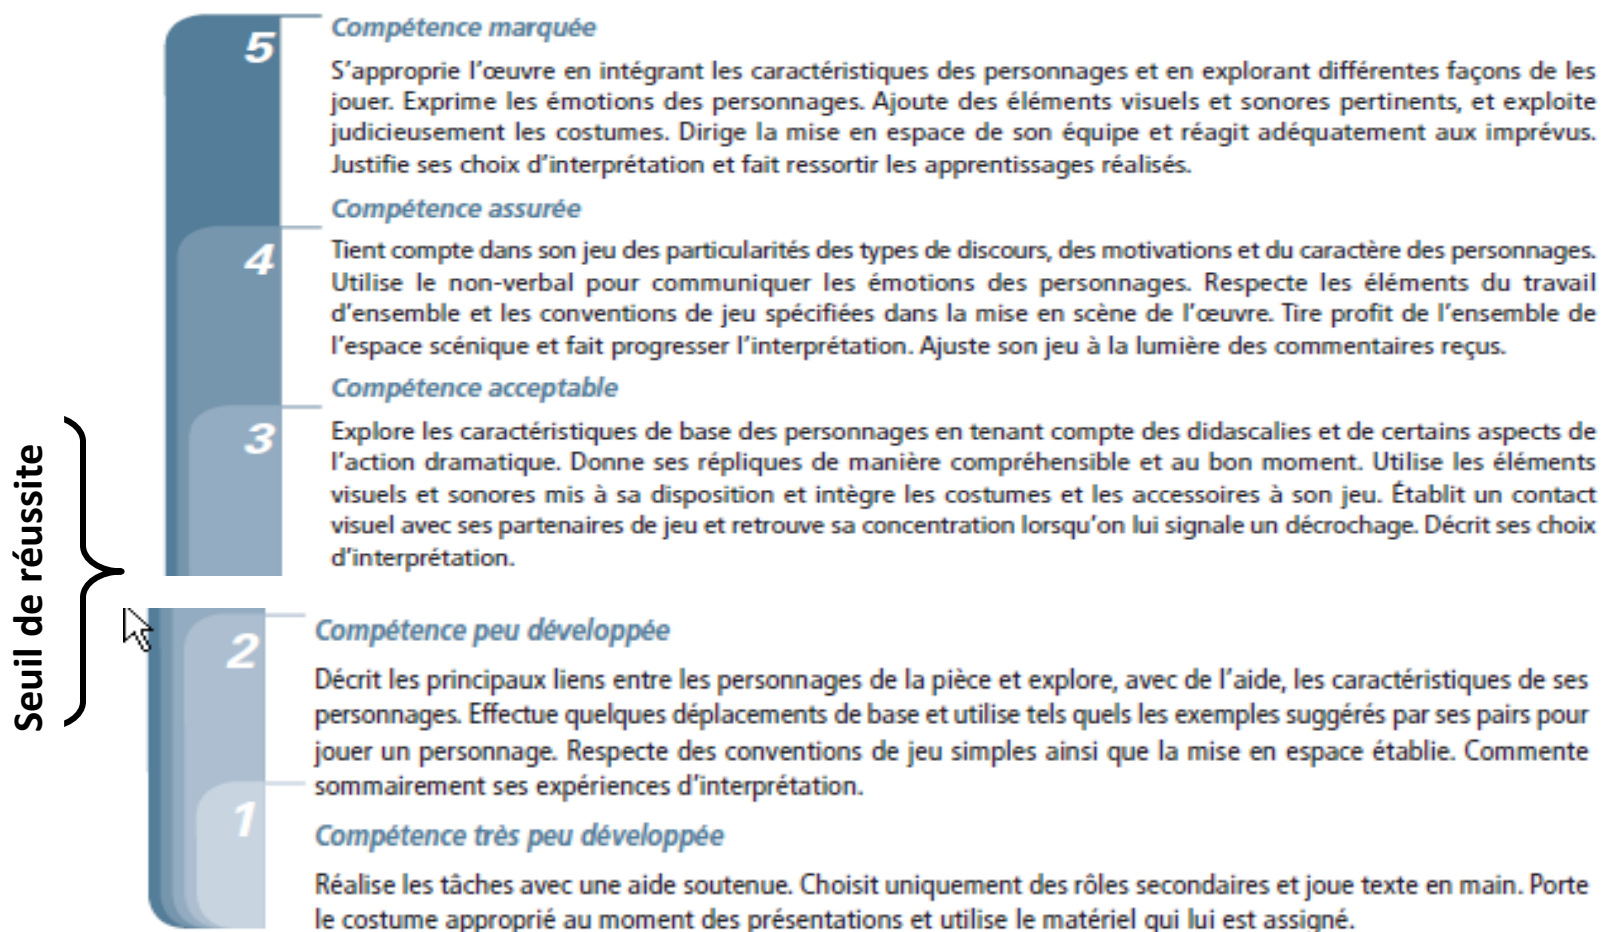 5
Compétence marquée
S'approprie l'œuvre en intégrant les caractéristiques des personnages et en explorant différentes façons de les
jouer. Exprime les émotions des personnages. Ajoute des éléments visuels et sonores pertinents, et exploite
judicieusement les costumes. Dirige la mise en espace de son équipe et réagit adéquatement aux imprévus.
Justifie ses choix d'interprétation et fait ressortir les apprentissages réalisés.
4
Compétence assurée
Tient compte dans son jeu des particularités des types de discours, des motivations et du caractère des personnages.
Utilise le non-verbal pour communiquer les émotions des personnages. Respecte les éléments du travail
d'ensemble et les conventions de jeu spécifiées dans la mise en scène de l'œuvre. Tire profit de l'ensemble de
l'espace scénique et fait progresser l'interprétation. Ajuste son jeu à la lumière des commentaires reçus.
3
Compétence acceptable
Explore les caractéristiques de base des personnages en tenant compte des didascalies et de certains aspects de
l'action dramatique. Donne ses répliques de manière compréhensible et au bon moment. Utilise les éléments
visuels et sonores mis à sa disposition et intègre les costumes et les accessoires à son jeu. Établit un contact
visuel avec ses partenaires de jeu et retrouve sa concentration lorsqu'on lui signale un décrochage. Décrit ses choix
d'interprétation.
Seuil de réussite
2
Compétence peu développée
Décrit les principaux liens entre les personnages de la pièce et explore, avec de l'aide, les caractéristiques de ses
personnages. Effectue quelques déplacements de base et utilise tels quels les exemples suggérés par ses pairs pour
jouer un personnage. Respecte des conventions de jeu simples ainsi que la mise en espace établie. Commente
sommairement ses expériences d'interprétation.
1
Compétence très peu développée
Réalise les tâches avec une aide soutenue. Choisit uniquement des rôles secondaires et joue texte en main. Porte
le costume approprié au moment des présentations et utilise le matériel qui lui est assigné.